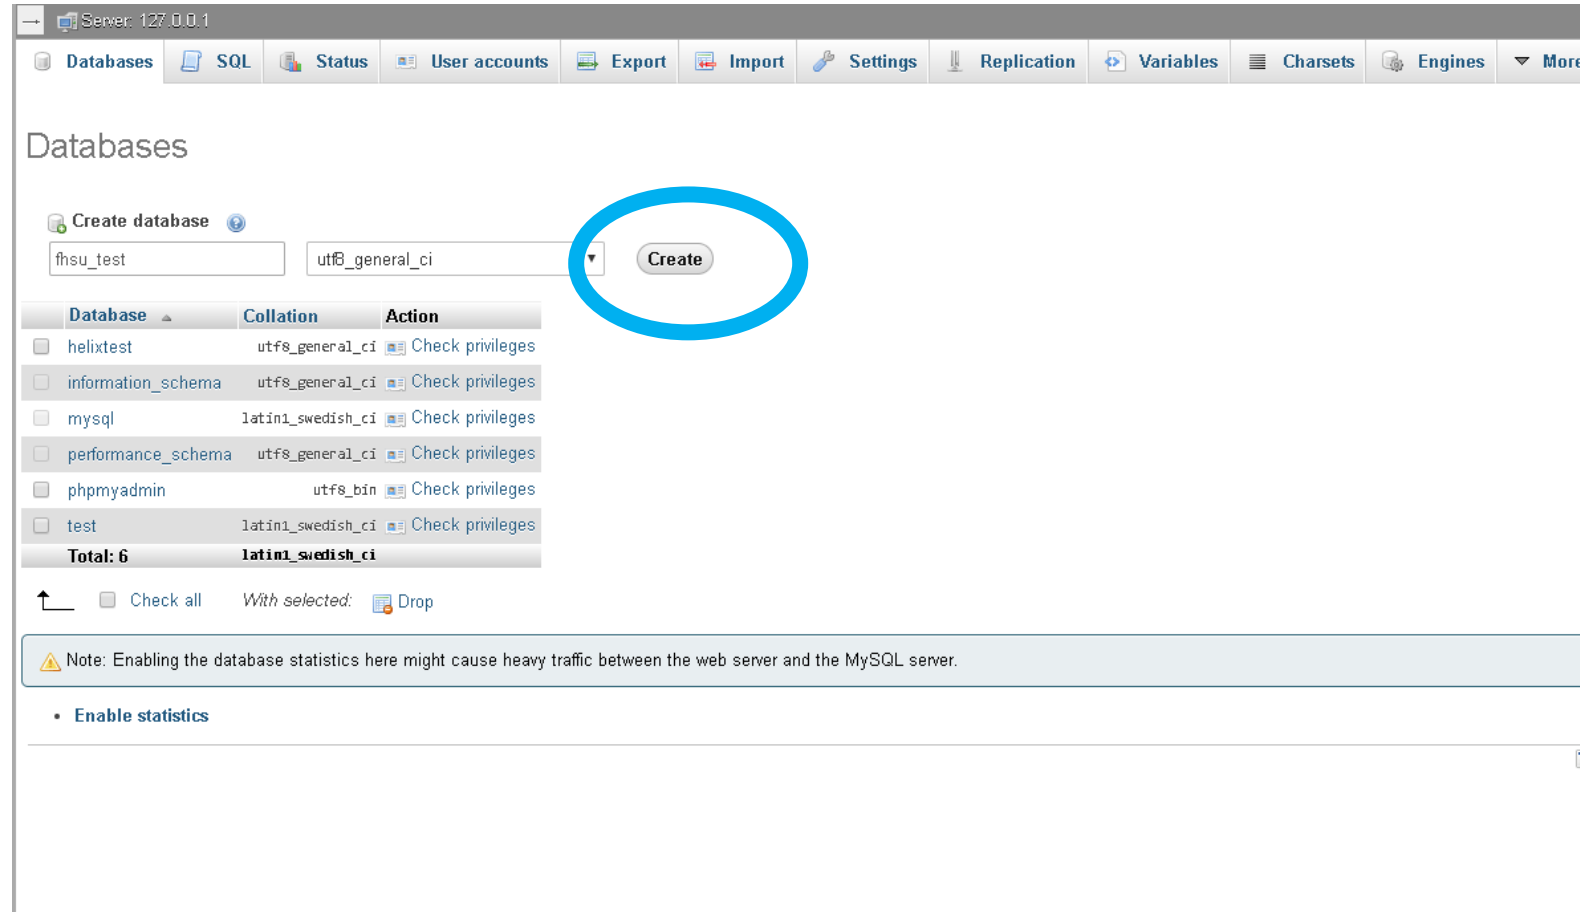 Server: 127.0.0.1
Databases SQL Status User accounts Export Import Settings Replication Variables Charsets Engines More
Databases
Create database
fhsu_test utf8_general_ci Create
Database Collation Action
helixtest utf8_general_ci Check privileges
information_schema utf8_general_ci Check privileges
mysql latin1_swedish_ci Check privileges
performance_schema utf8_general_ci Check privileges
phpmyadmin utf8_bin Check privileges
test latin1_swedish_ci Check privileges
Total: 6 latin1_swedish_ci
Check all With selected: Drop
Note: Enabling the database statistics here might cause heavy traffic between the web server and the MySQL server.
• Enable statistics